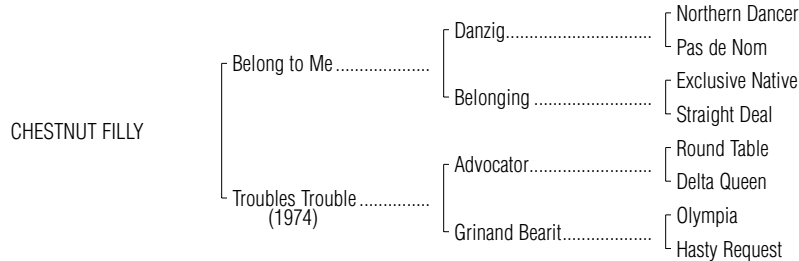 Northern Dancer
Danzig..............................
Pas de Nom
Belong to Me ....................
Exclusive Native
Belonging ........................
Straight Deal
CHESTNUT FILLY
Round Table
Advocator.........................
Delta Queen
Troubles Trouble ...............
(1974)
Olympia
Grinand Bearit..................
Hasty Request